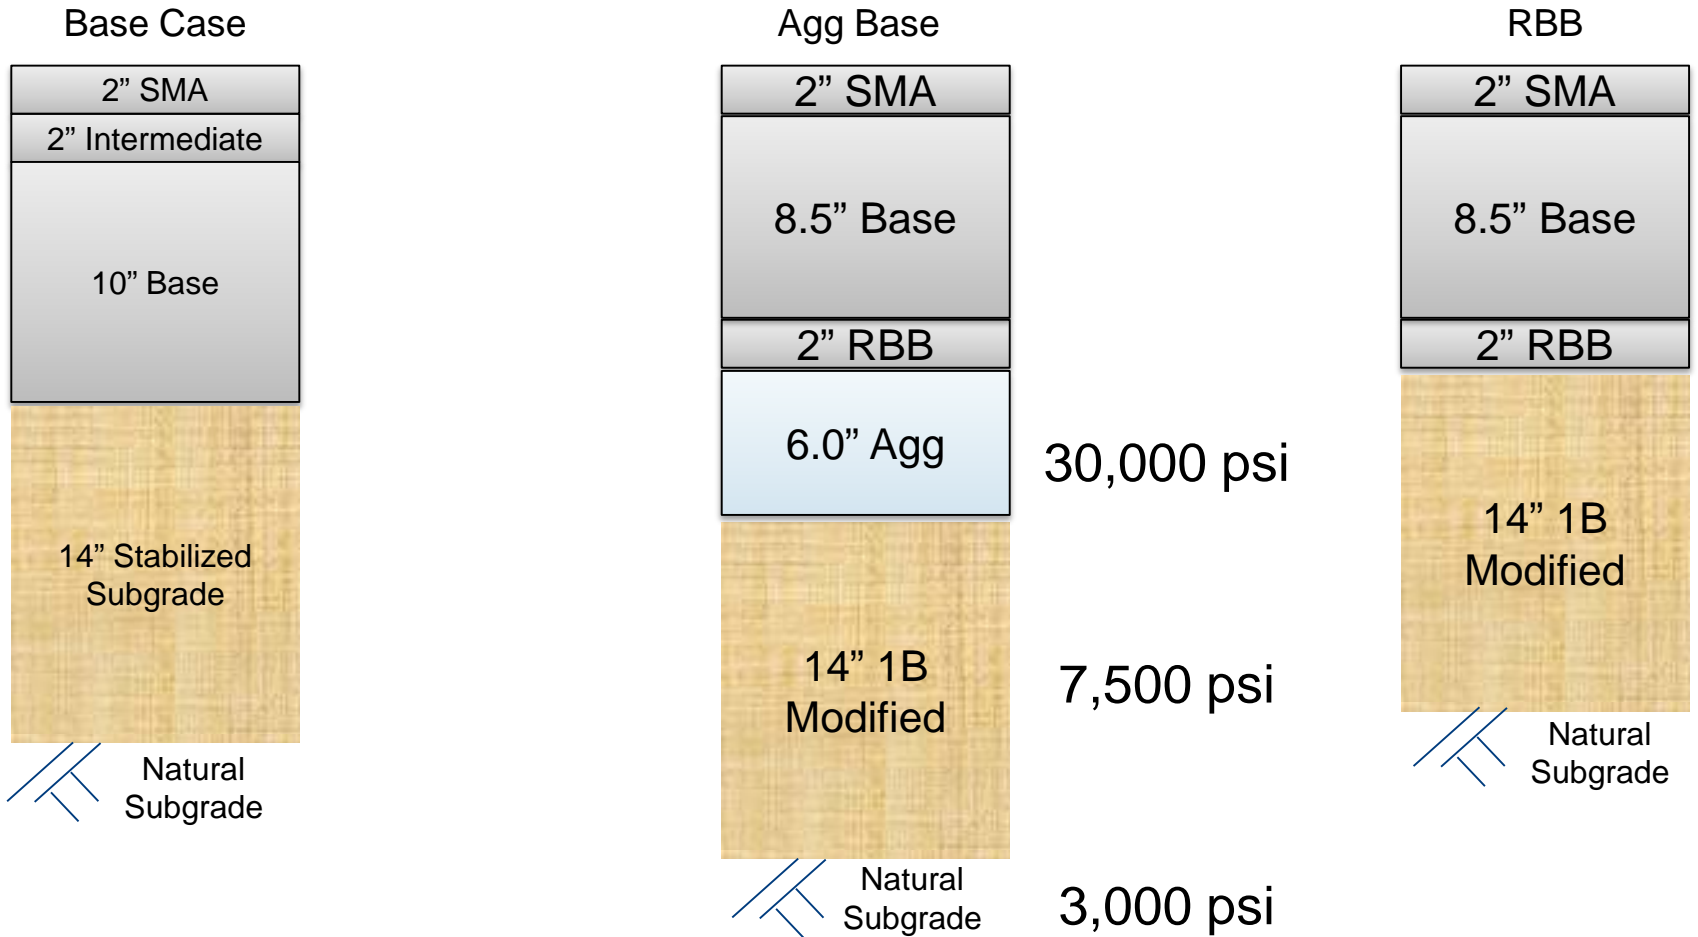 Base Case
2” SMA
2” Intermediate
10” Base
14” Stabilized
Subgrade
Natural
Subgrade
Agg Base
2” SMA
8.5” Base
2” RBB
6.0” Agg
30,000 psi
14” 1B
Modified
7,500 psi
Natural
Subgrade
3,000 psi
RBB
2” SMA
8.5” Base
2” RBB
14” 1B
Modified
Natural
Subgrade